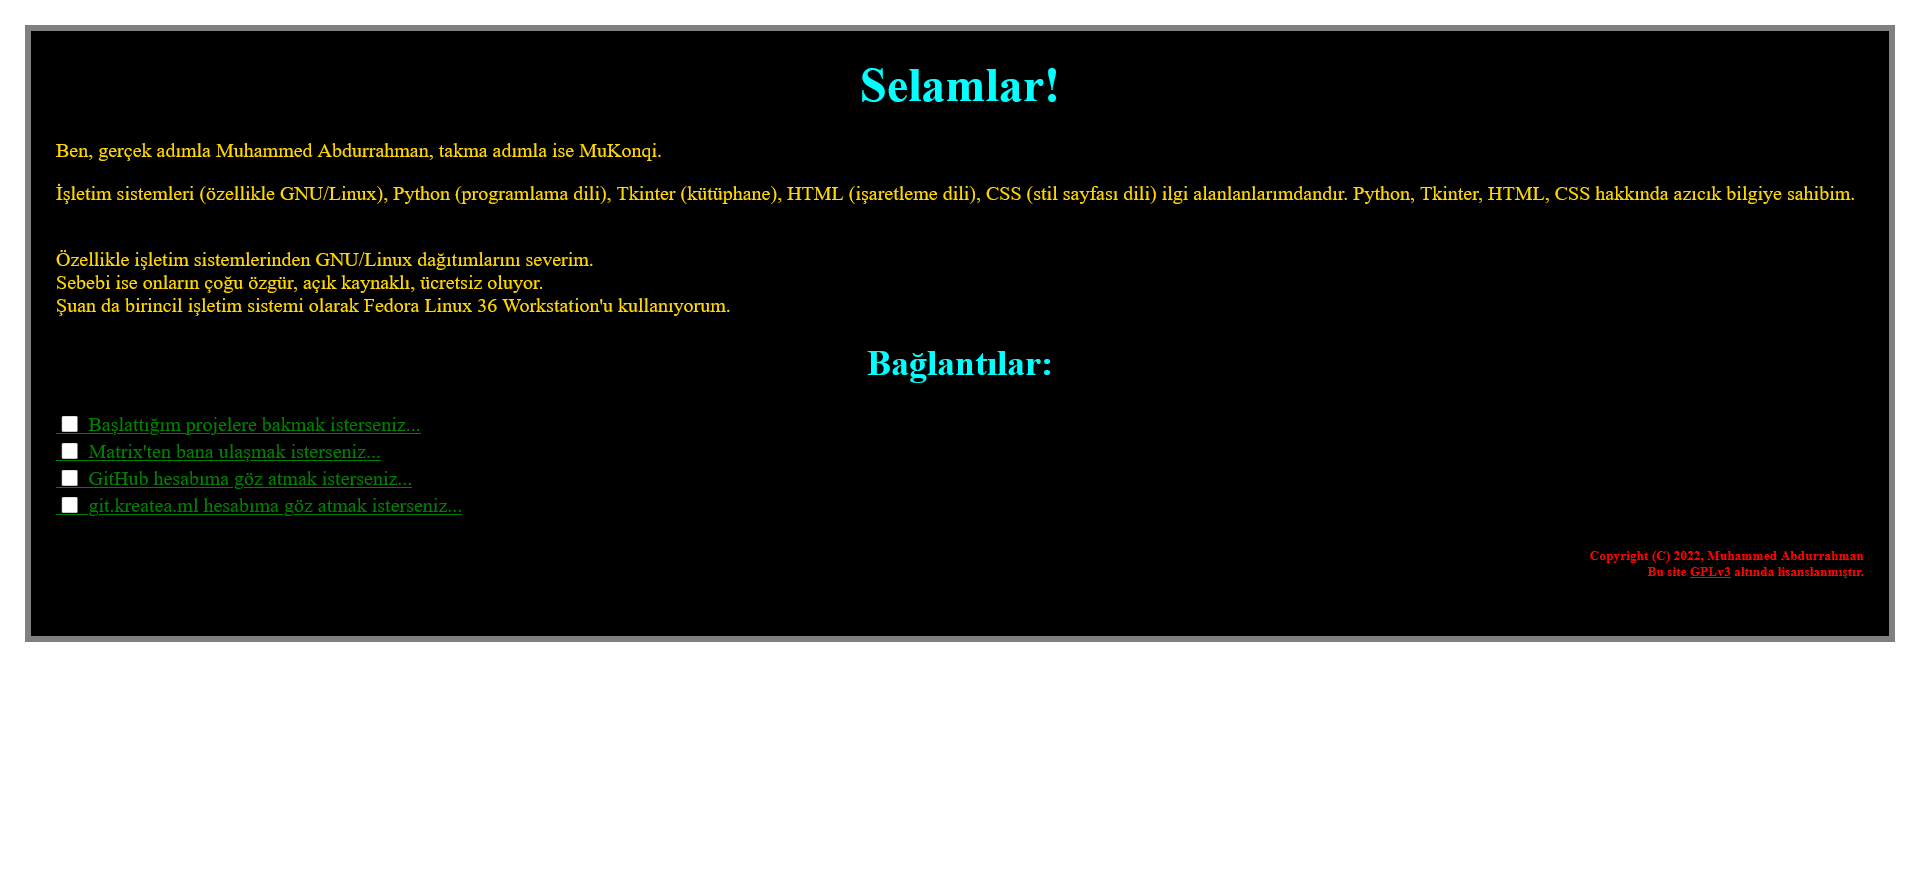 Selamlar!
Ben, gerçek adımla Muhammed Abdurrahman, takma adımla ise MuKonqi.
İşletim sistemleri (özellikle GNU/Linux), Python (programlama dili), Tkinter (kütüphane), HTML (işaretleme dili), CSS (stil sayfası dili) ilgi alanlanlarımdandır. Python, Tkinter, HTML, CSS hakkında azıcık bilgiye sahibim.
Özellikle işletim sistemlerinden GNU/Linux dağıtımlarını severim.
Sebebi ise onların çoğu özgür, açık kaynaklı, ücretsiz oluyor.
Şuan da birincil işletim sistemi olarak Fedora Linux 36 Workstation'u kullanıyorum.
Bağlantılar:
Başlattığım projelere bakmak isterseniz...
Matrix'ten bana ulaşmak isterseniz...
GitHub hesabıma göz atmak isterseniz...
git.kreatea.ml hesabıma göz atmak isterseniz...
Copyright (C) 2022, Muhammed Abdurrahman
Bu site GPLv3 altında lisanslanmıştır.